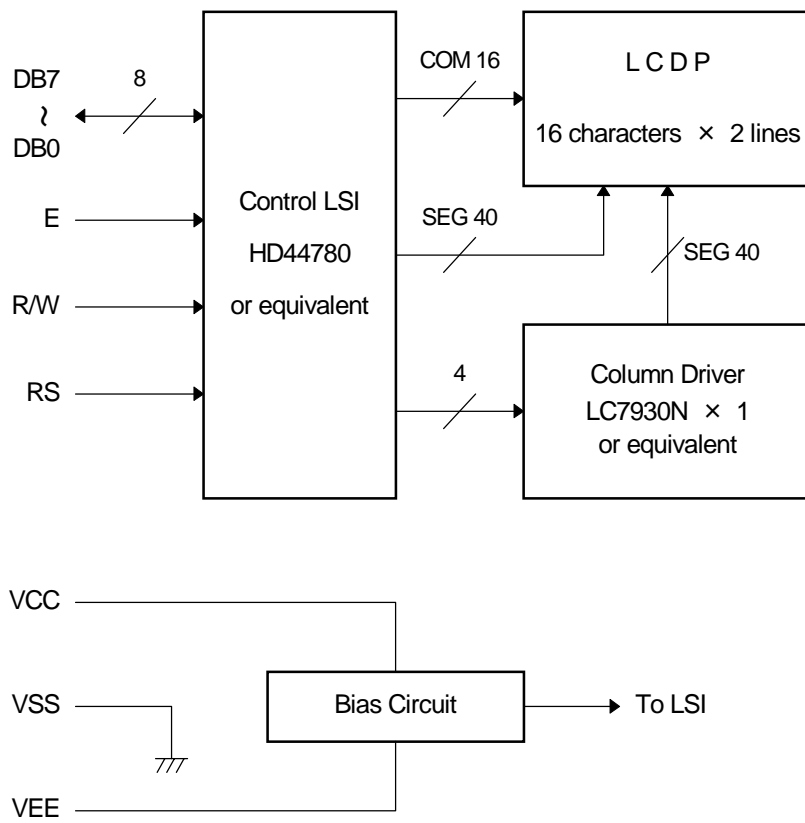 DB7
~
DB0
8
E
R/W
RS
Control LSI
HD44780
or equivalent
COM 16
SEG 40
4
L C D P
16 characters × 2 lines
SEG 40
Column Driver
LC7930N × 1
or equivalent
VCC
VSS
VEE
Bias Circuit
To LSI